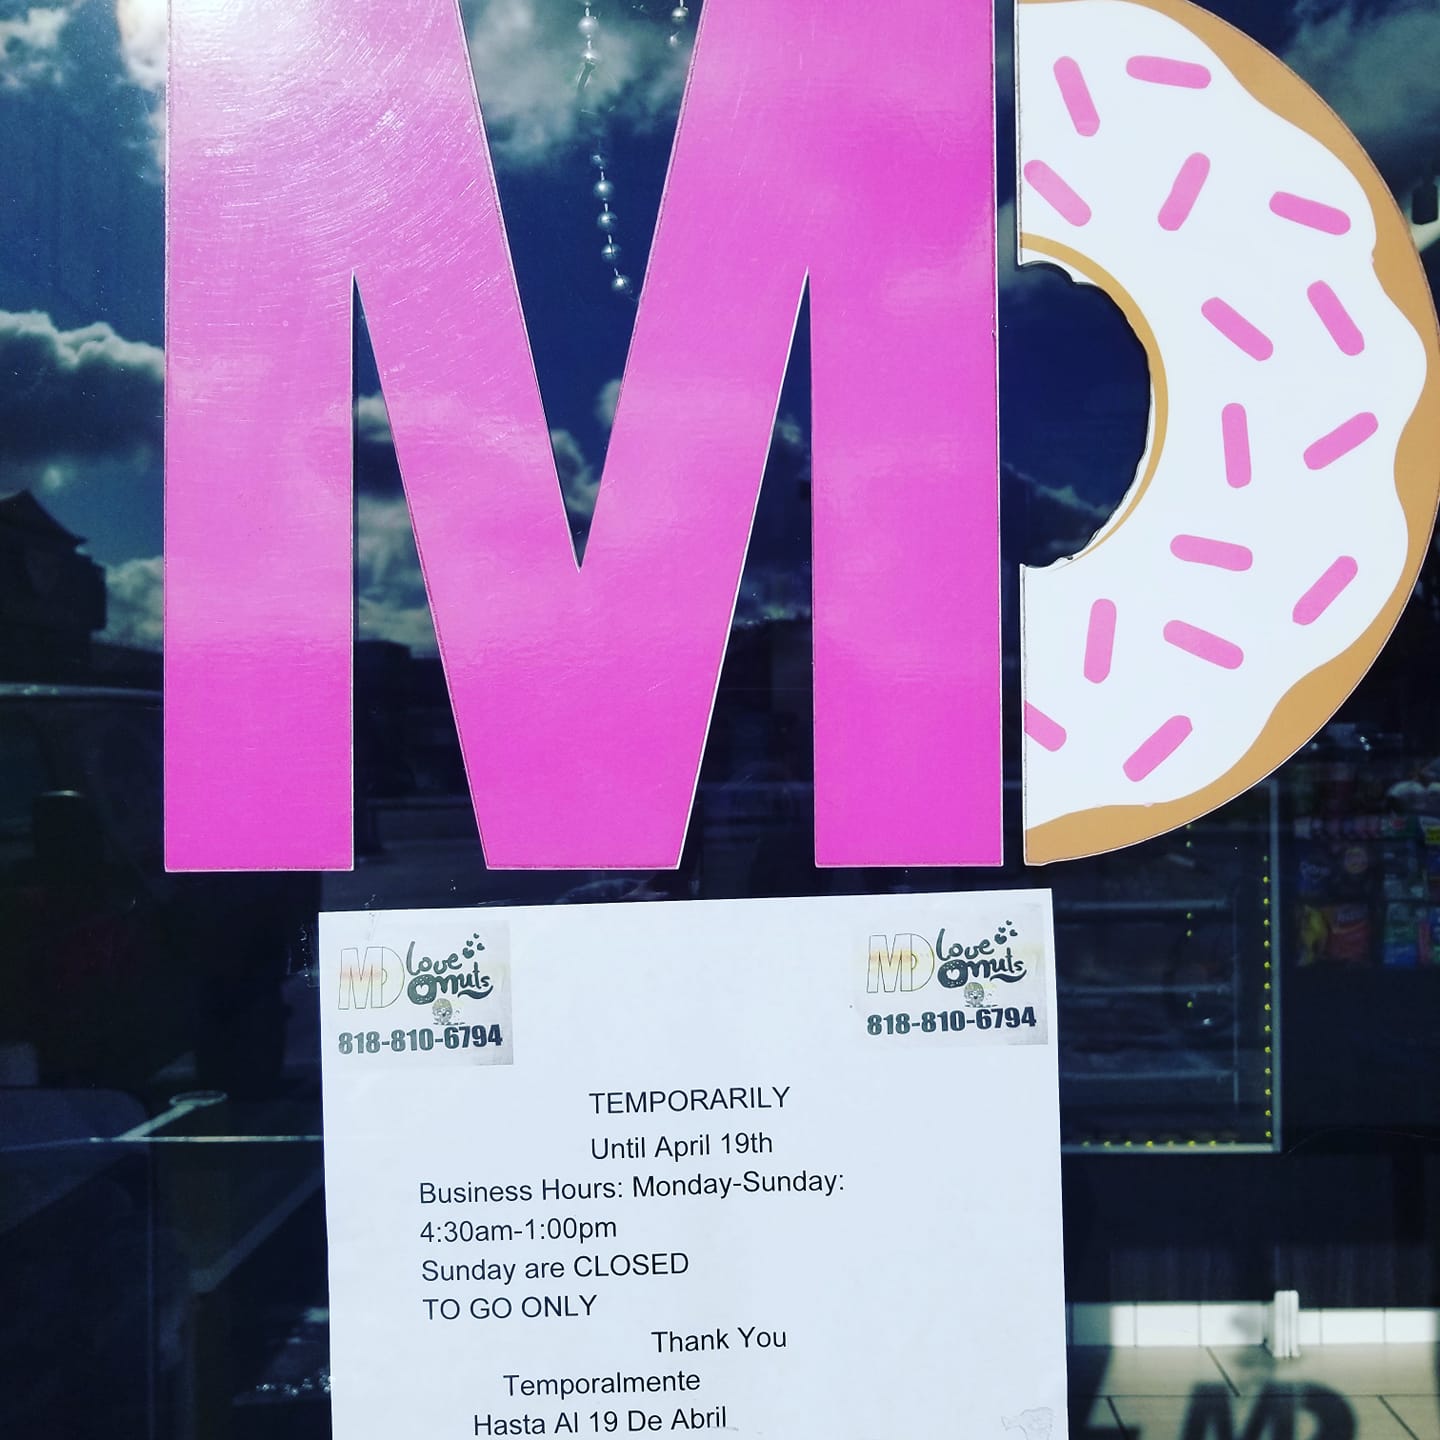 MD
MD Love Donuts
818-810-6794
MD Love Donuts
818-810-6794
TEMPORARILY
Until April 19th
Business Hours: Monday-Sunday:
4:30am-1:00pm
Sunday are CLOSED
TO GO ONLY
Thank You
Temporalmente
Hasta Al 19 De Abril